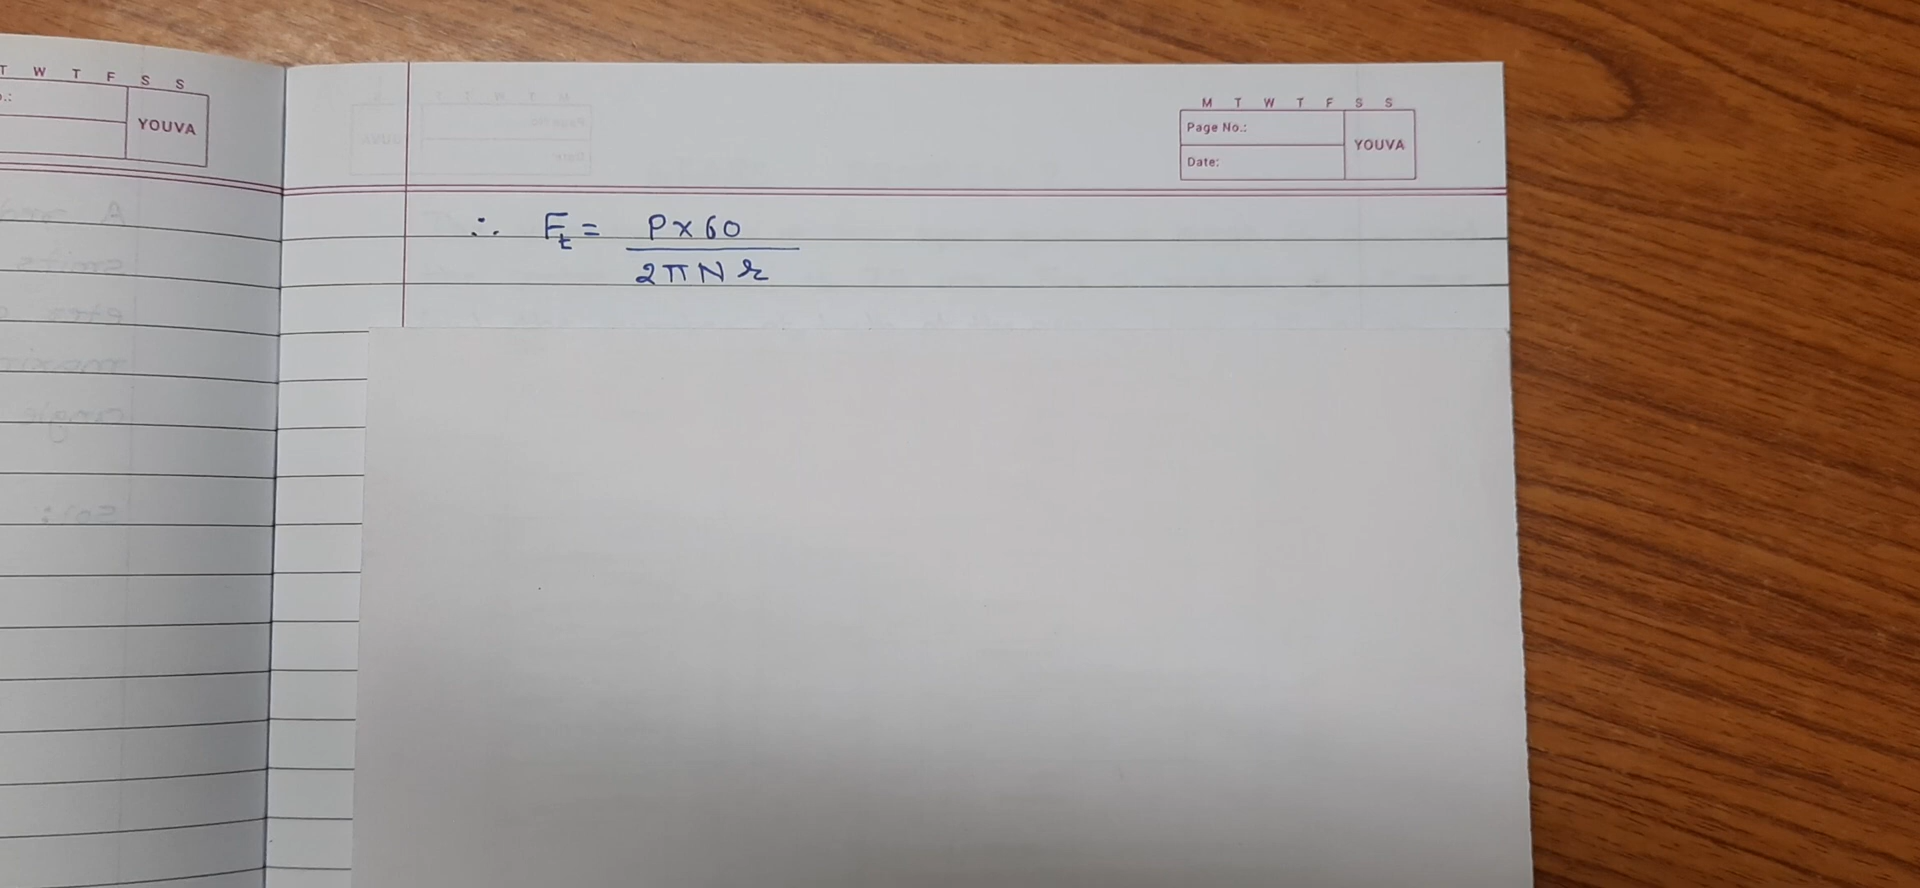 T W T F S S
YOUVA
M T W T F S S
Page No.:
YOUVA
Date:
∴ Ft = P x 60
2πNr